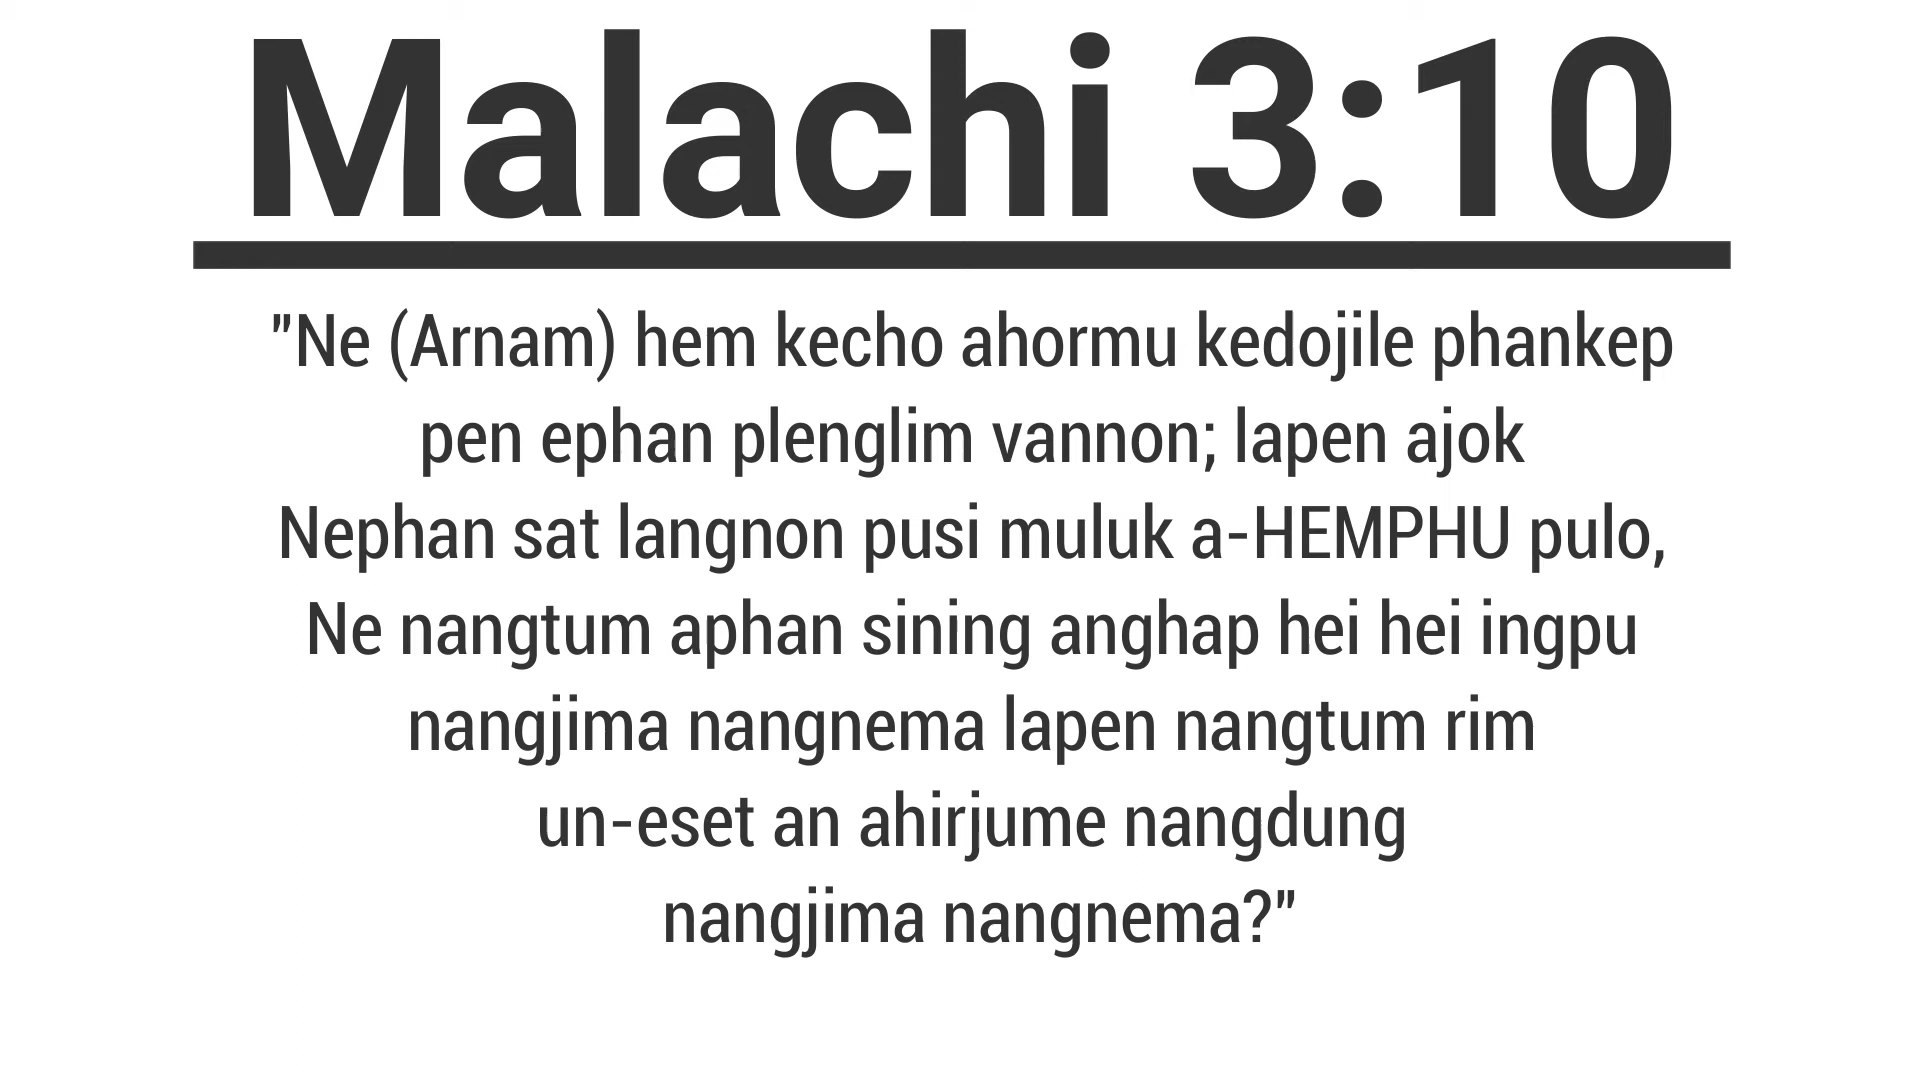 Malachi 3:10
"Ne (Arnam) hem kecho ahormu kedojile phankep
pen ephan plenglim vannon; lapen ajok
Nephan sat langnon pusi muluk a-HEMPHU pulo,
Ne nangtum aphan sining anghap hei hei ingpu
nangjima nangnema lapen nangtum rim
un-eset an ahirjume nangdung
nangjima nangnema?"